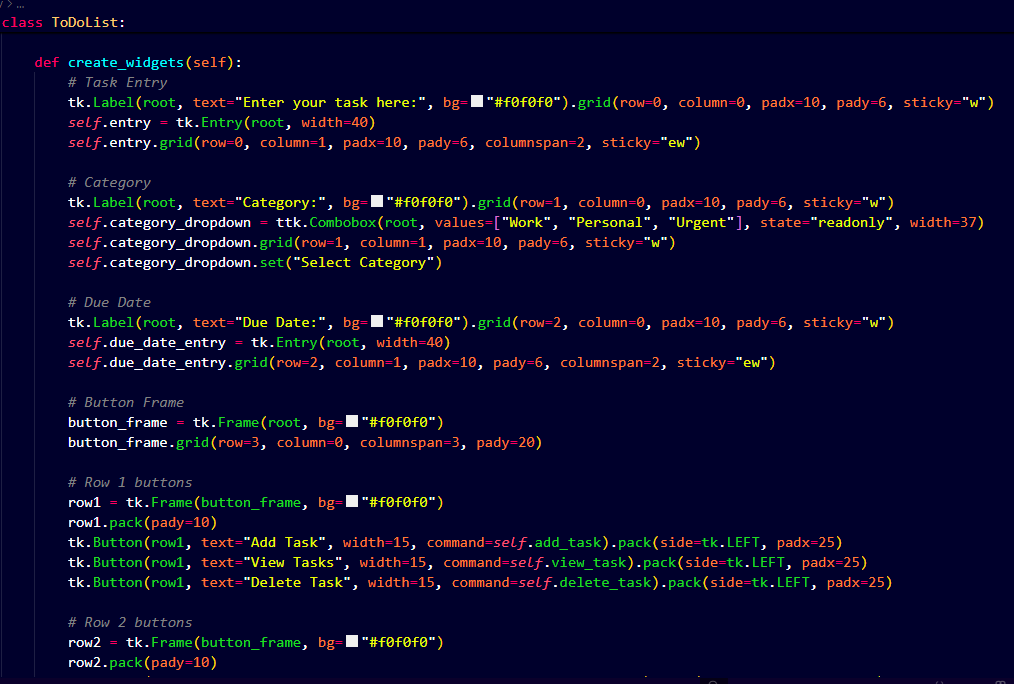 class ToDoList:
def create_widgets(self):
# Task Entry
tk.Label(root, text="Enter your task here:", bg="#f0f0f0").grid(row=0, column=0, padx=10, pady=6, sticky="w")
self.entry = tk.Entry(root, width=40)
self.entry.grid(row=0, column=1, padx=10, pady=6, columnspan=2, sticky="ew")
# Category
tk.Label(root, text="Category:", bg="#f0f0f0").grid(row=1, column=0, padx=10, pady=6, sticky="w")
self.category_dropdown = ttk.Combobox(root, values=["Work", "Personal", "Urgent"], state="readonly", width=37)
self.category_dropdown.grid(row=1, column=1, padx=10, pady=6, sticky="w")
self.category_dropdown.set("Select Category")
# Due Date
tk.Label(root, text="Due Date:", bg="#f0f0f0").grid(row=2, column=0, padx=10, pady=6, sticky="w")
self.due_date_entry = tk.Entry(root, width=40)
self.due_date_entry.grid(row=2, column=1, padx=10, pady=6, columnspan=2, sticky="ew")
# Button Frame
button_frame = tk.Frame(root, bg="#f0f0f0")
button_frame.grid(row=3, column=0, columnspan=3, pady=20)
# Row 1 buttons
row1 = tk.Frame(button_frame, bg="#f0f0f0")
row1.pack(pady=10)
tk.Button(row1, text="Add Task", width=15, command=self.add_task).pack(side=tk.LEFT, padx=25)
tk.Button(row1, text="View Tasks", width=15, command=self.view_task).pack(side=tk.LEFT, padx=25)
tk.Button(row1, text="Delete Task", width=15, command=self.delete_task).pack(side=tk.LEFT, padx=25)
# Row 2 buttons
row2 = tk.Frame(button_frame, bg="#f0f0f0")
row2.pack(pady=10)